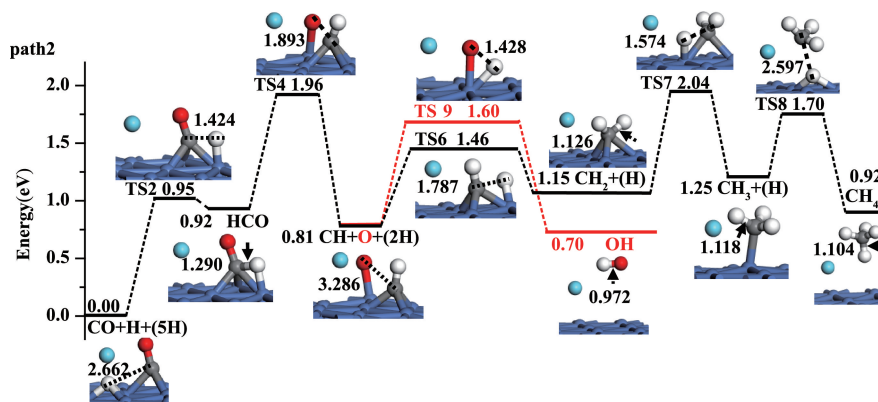 path2
1.893
1.428
1.574
2.597
TS4 1.96
TS7 2.04
TS8 1.70
2.0
1.5
1.0
0.5
0.0
Energy(eV)
1.424
TS 9 1.60
TS6 1.46
1.126
TS2 0.95
1.787
1.15 CH2+(H)
0.92
CH4
0.92 HCO
1.25 CH3+(H)
0.81 CH+O+(2H)
0.70 OH
1.290
1.118
1.104
3.286
0.972
0.00
CO+H+(5H)
2.662